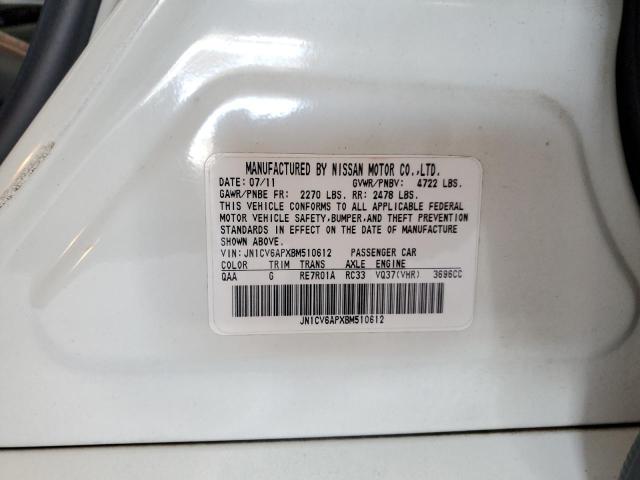 MANUFACTURED BY NISSAN MOTOR CO.,LTD.
DATE: 07/11 GVWR/PNBV: 4722 LBS.
GAWR/PNBE FR: 2270 LBS. RR: 2478 LBS.
THIS VEHICLE CONFORMS TO ALL APPLICABLE FEDERAL
MOTOR VEHICLE SAFETY,BUMPER,AND THEFT PREVENTION
STANDARDS IN EFFECT ON THE DATE OF MANUFACTURE
SHOWN ABOVE.
VIN: JN1CV6APXBM510612 PASSENGER CAR
COLOR TRIM TRANS AXLE ENGINE
QAA G RE7R01A RC33 VQ37(VHR) 3696CC
JN1CV6APXBM510612